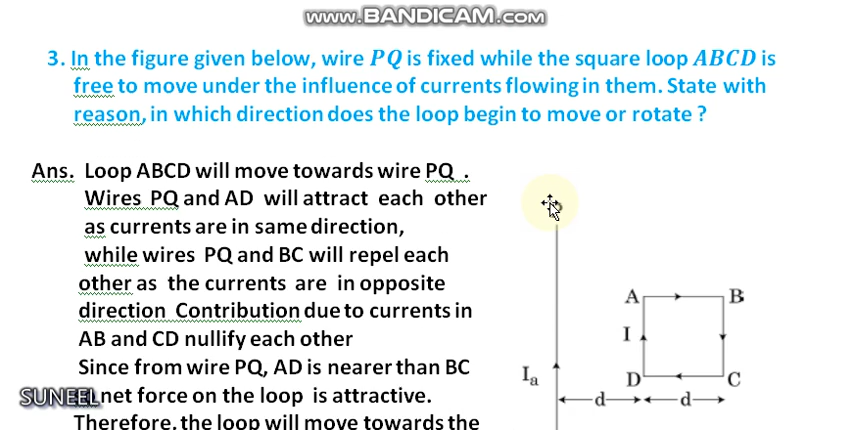 www.BANDICAM.com
3. In the figure given below, wire PQ is fixed while the square loop ABCD is
free to move under the influence of currents flowing in them. State with
reason, in which direction does the loop begin to move or rotate ?
Ans. Loop ABCD will move towards wire PQ .
Wires PQ and AD will attract each other
as currents are in same direction,
while wires PQ and BC will repel each
other as the currents are in opposite
direction Contribution due to currents in
AB and CD nullify each other
Since from wire PQ, AD is nearer than BC
SUNEEL net force on the loop is attractive.
Therefore, the loop will move towards the
A B
I
Ia D C
d d